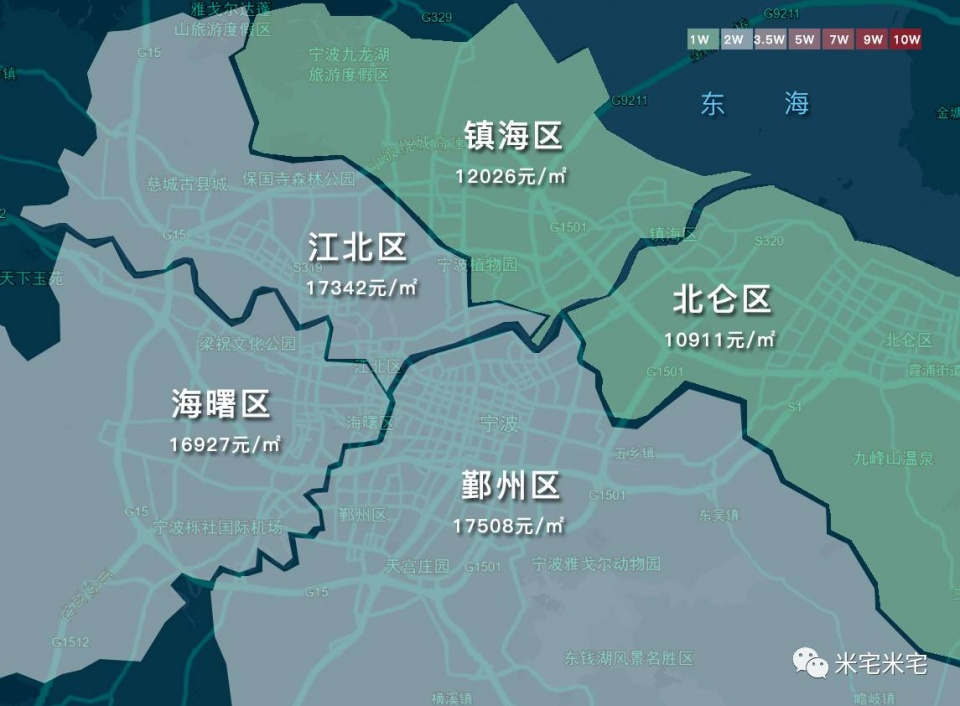 雅戈尔达蓬
山旅游度假区
G329
G9211
1W 2W 3.5W 5W 7W 9W 10W
G15
宁波九龙湖
旅游度假区
镇
G9211
东 海
金塘
镇海区
12026元/㎡
慈城古县城
保国寺森林公园
G15
G1501
镇海区
S320
江北区
S319
宁波植物园
17342元/㎡
天下玉苑
北仑区
10911元/㎡
北仑区
梁祝文化公园
江北区
G1501
霞浦街道
海曙区
16927元/㎡
海曙区
宁波
S1
五乡镇
九峰山温泉
鄞州区
17508元/㎡
G1501
G15
宁波栎社国际机场
鄞州区
东吴镇
天宫庄园
G1501
宁波雅戈尔动物园
G15
G1512
东钱湖风景名胜区
米宅米宅
横溪镇
瞻岐镇